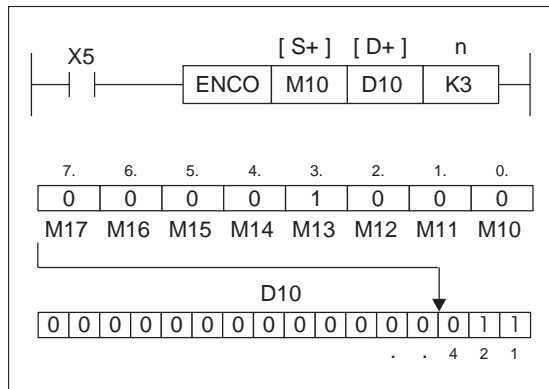 [ S+ ] [ D+ ] n
X5
ENCO M10 D10 K3
7. 6. 5. 4. 3. 2. 1. 0.
0 0 0 0 1 0 0 0
M17 M16 M15 M14 M13 M12 M11 M10
D10
0 0 0 0 0 0 0 0 0 0 0 0 0 0 1 1
. . 4 2 1